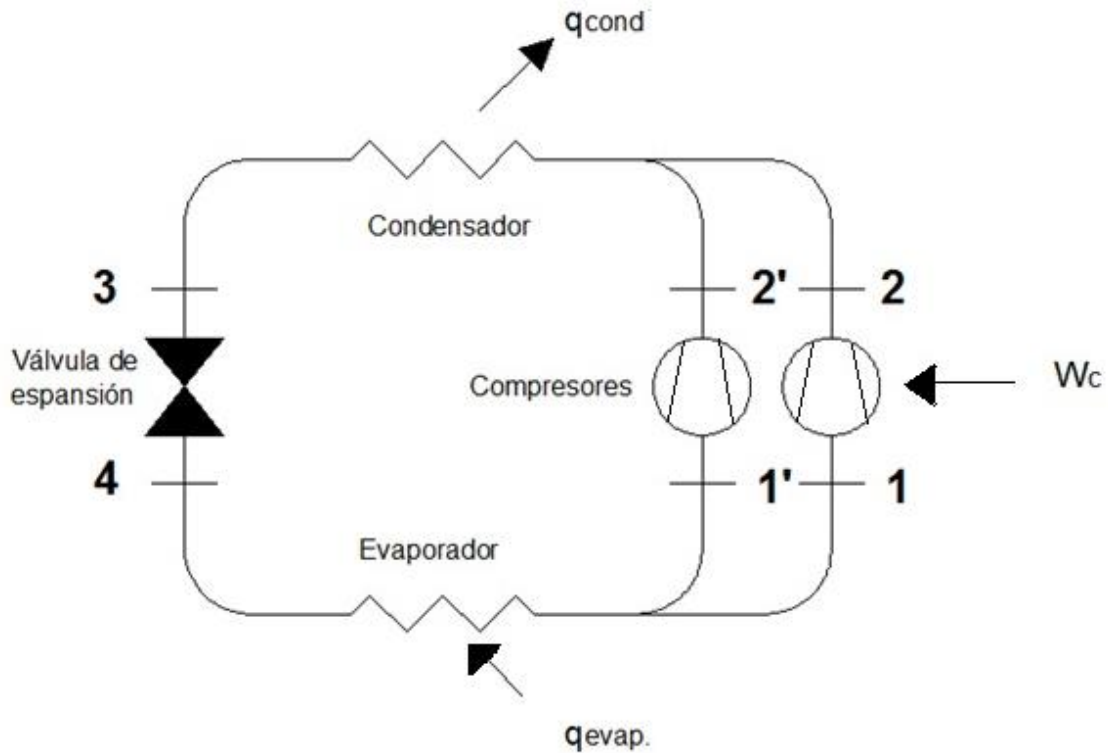 qcond
Condensador
3
2'
2
Válvula de
espansión
Compresores
Wc
4
1'
1
Evaporador
qevap.